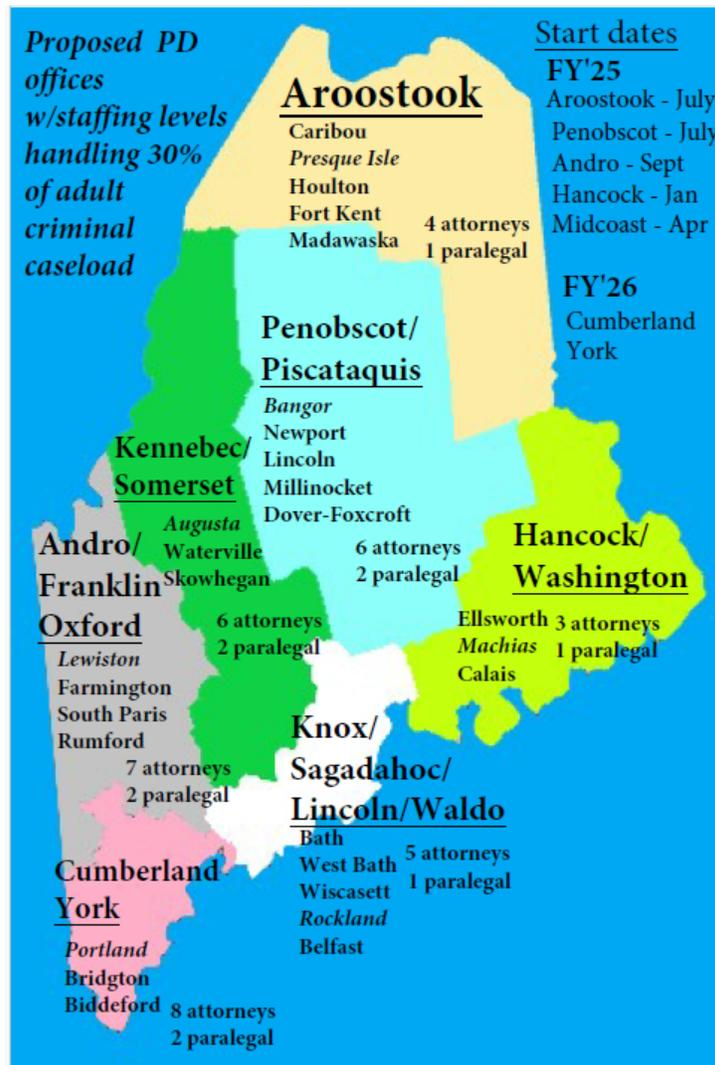 Proposed PD
offices
w/staffing levels
handling 30%
of adult
criminal
caseload
Start dates
FY'25
Aroostook - July
Penobscot - July
Andro - Sept
Hancock - Jan
Midcoast - Apr
FY'26
Cumberland
York
Aroostook
Caribou
Presque Isle
Houlton
Fort Kent
Madawaska
4 attorneys
1 paralegal
Penobscot/
Piscataquis
Bangor
Newport
Lincoln
Millinocket
Dover-Foxcroft
6 attorneys
2 paralegal
Kennebec/
Somerset
Augusta
Waterville
Skowhegan
6 attorneys
2 paralegal
Hancock/
Washington
Ellsworth
Machias
Calais
3 attorneys
1 paralegal
Andro/
Franklin
Oxford
Lewiston
Farmington
South Paris
Rumford
7 attorneys
2 paralegal
Knox/
Sagadahoc/
Lincoln/Waldo
Bath
West Bath
Wiscasett
Rockland
Belfast
5 attorneys
1 paralegal
Cumberland
York
Portland
Bridgton
Biddeford
8 attorneys
2 paralegal